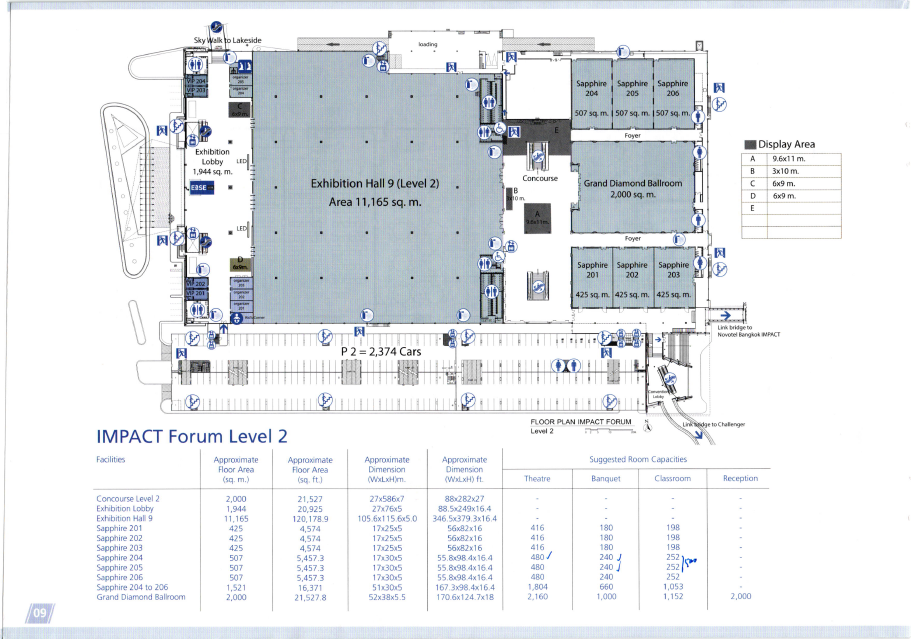 Sky Walk to Lakeside
loading
VIP 204
VIP 203
C
Exhibition
Lobby
1,944 sq. m.
LED
LED
D
6x9m.
VIP 202
VIP 201
Exhibition Hall 9 (Level 2)
Area 11,165 sq. m.
E
Concourse
B
A
Sapphire
204
507 sq. m.
Sapphire
205
507 sq. m.
Sapphire
206
507 sq. m.
Foyer
Grand Diamond Ballroom
2,000 sq. m.
Foyer
Sapphire
201
425 sq. m.
Sapphire
202
425 sq. m.
Sapphire
203
425 sq. m.
Display Area
A 9.6x11 m.
B 3x10 m.
C 6x9 m.
D 6x9 m.
E
Link bridge to
Novotel Bangkok IMPACT
P 2 = 2,374 Cars
Convention
Lobby
Link bridge to Challenger
FLOOR PLAN IMPACT FORUM
Level 2
N
IMPACT Forum Level 2
Facilities Approximate Floor Area (sq. m.) Approximate Floor Area (sq. ft.) Approximate Dimension (WxLxH)m. Approximate Dimension (WxLxH) ft. Suggested Room Capacities
Theatre Banquet Classroom Reception
Concourse Level 2 2,000 21,527 27x586x7 88x282x27 - - - -
Exhibition Lobby 1,944 20,925 27x76x5 88.5x249x16.4 - - - -
Exhibition Hall 9 11,165 120,178.9 105.6x115.6x5.0 346.5x379.3x16.4 - - - -
Sapphire 201 425 4,574 17x25x5 56x82x16 416 180 198 -
Sapphire 202 425 4,574 17x25x5 56x82x16 416 180 198 -
Sapphire 203 425 4,574 17x25x5 56x82x16 416 180 198 -
Sapphire 204 507 5,457.3 17x30x5 55.8x98.4x16.4 480 240 252 -
Sapphire 205 507 5,457.3 17x30x5 55.8x98.4x16.4 480 240 252 -
Sapphire 206 507 5,457.3 17x30x5 55.8x98.4x16.4 480 240 252 -
Sapphire 204 to 206 1,521 16,371 51x30x5 167.3x98.4x16.4 1,804 660 1,053 -
Grand Diamond Ballroom 2,000 21,527.8 52x38x5.5 170.6x124.7x18 2,160 1,000 1,152 2,000
09